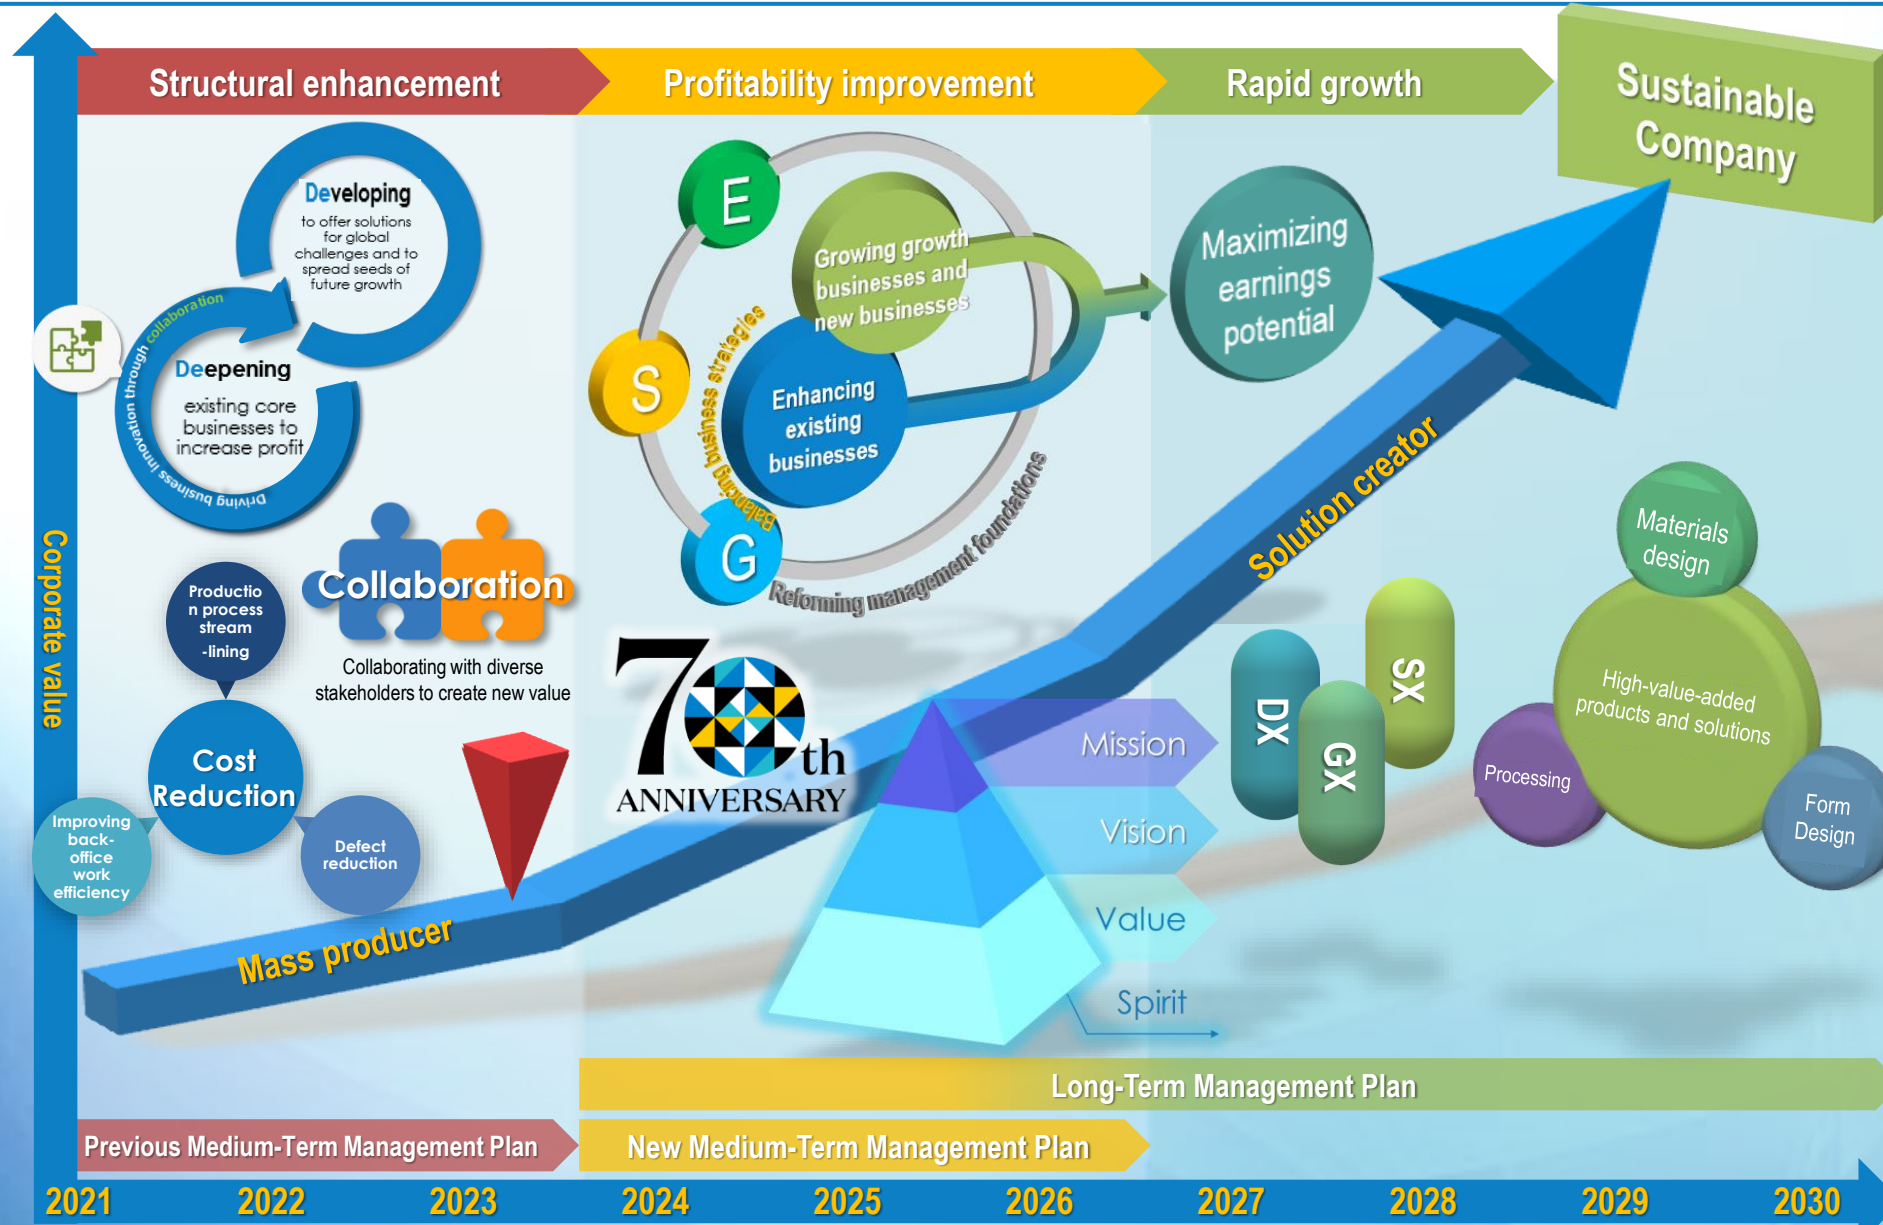 Structural enhancement
Profitability improvement
Rapid growth
Sustainable
Company
Corporate value
Developing
to offer solutions
for global
challenges and to
spread seeds of
future growth
Driving business innovation through collaboration
Deepening
existing core
businesses to
increase profit
Collaboration
Collaborating with diverse
stakeholders to create new value
Productio
n process
stream
-lining
Cost
Reduction
Improving
back-
office
work
efficiency
Defect
reduction
E
S
G
Growing growth
businesses and
new businesses
Balancing business strategies
Enhancing
existing
businesses
Reforming management foundations
Maximizing
earnings
potential
70th
ANNIVERSARY
Mass producer
Solution creator
Mission
Vision
Value
Spirit
DX
GX
SX
Materials
design
High-value-added
products and solutions
Processing
Form
Design
Long-Term Management Plan
Previous Medium-Term Management Plan
New Medium-Term Management Plan
2021 2022 2023 2024 2025 2026 2027 2028 2029 2030